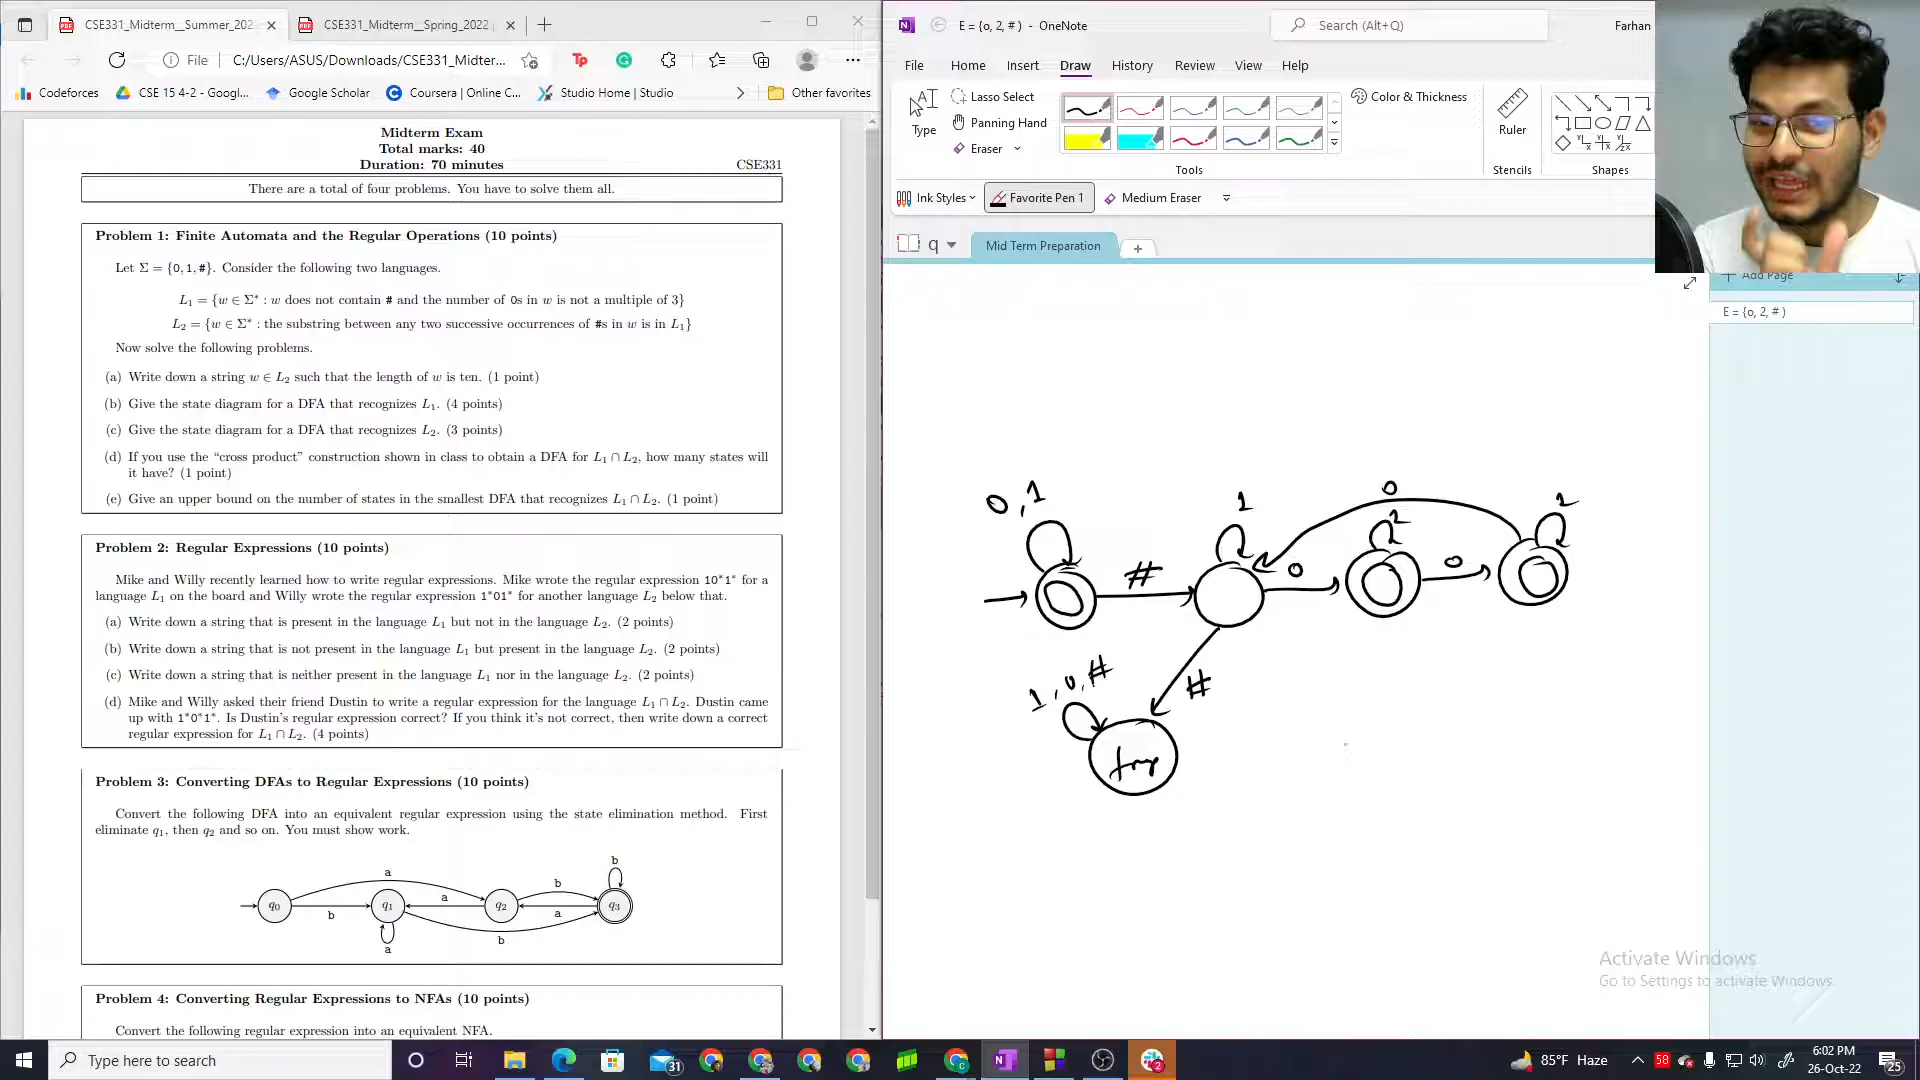 CSE331_Midterm__Summer_202
CSE331_Midterm__Spring_2022
File
C:/Users/ASUS/Downloads/CSE331_Midter...
Codeforces
CSE 15 4-2 - Googl...
Google Scholar
Coursera | Online C...
Studio Home | Studio
Other favorites
Midterm Exam
Total marks: 40
Duration: 70 minutes
CSE331
There are a total of four problems. You have to solve them all.
Problem 1: Finite Automata and the Regular Operations (10 points)
Let Σ = {0, 1, #}. Consider the following two languages.
L₁ = {w ∈ Σ* : w does not contain # and the number of 0s in w is not a multiple of 3}
L₂ = {w ∈ Σ* : the substring between any two successive occurrences of #s in w is in L₁}
Now solve the following problems.
(a) Write down a string w ∈ L₂ such that the length of w is ten. (1 point)
(b) Give the state diagram for a DFA that recognizes L₁. (4 points)
(c) Give the state diagram for a DFA that recognizes L₂. (3 points)
(d) If you use the “cross product” construction shown in class to obtain a DFA for L₁ ∩ L₂, how many states will
it have? (1 point)
(e) Give an upper bound on the number of states in the smallest DFA that recognizes L₁ ∩ L₂. (1 point)
Problem 2: Regular Expressions (10 points)
Mike and Willy recently learned how to write regular expressions. Mike wrote the regular expression 10*1* for a
language L₁ on the board and Willy wrote the regular expression 1*01* for another language L₂ below that.
(a) Write down a string that is present in the language L₁ but not in the language L₂. (2 points)
(b) Write down a string that is not present in the language L₁ but present in the language L₂. (2 points)
(c) Write down a string that is neither present in the language L₁ nor in the language L₂. (2 points)
(d) Mike and Willy asked their friend Dustin to write a regular expression for the language L₁ ∩ L₂. Dustin came
up with 1*0*1*. Is Dustin’s regular expression correct? If you think it’s not correct, then write down a correct
regular expression for L₁ ∩ L₂. (4 points)
Problem 3: Converting DFAs to Regular Expressions (10 points)
Convert the following DFA into an equivalent regular expression using the state elimination method. First
eliminate q₁, then q₂ and so on. You must show work.
b
a
b
q₀ q₁ a q₂ q₃
b
a
b
a
Problem 4: Converting Regular Expressions to NFAs (10 points)
Convert the following regular expression into an equivalent NFA.
E = {o, 2, # ) - OneNote
Search (Alt+Q)
Farhan
File Home Insert Draw History Review View Help
Type
Lasso Select
Panning Hand
Eraser
Color & Thickness
Ruler
Tools
Stencils
Shapes
Ink Styles
Favorite Pen 1
Medium Eraser
q
Mid Term Preparation
Add Page
E = {o, 2, # )
0,1
1
0
1
1
#
0
0
1,0,#
#
Activate Windows
Go to Settings to activate Windows.
Type here to search
31
2
85°F Haze
58
6:02 PM
26-Oct-22
25